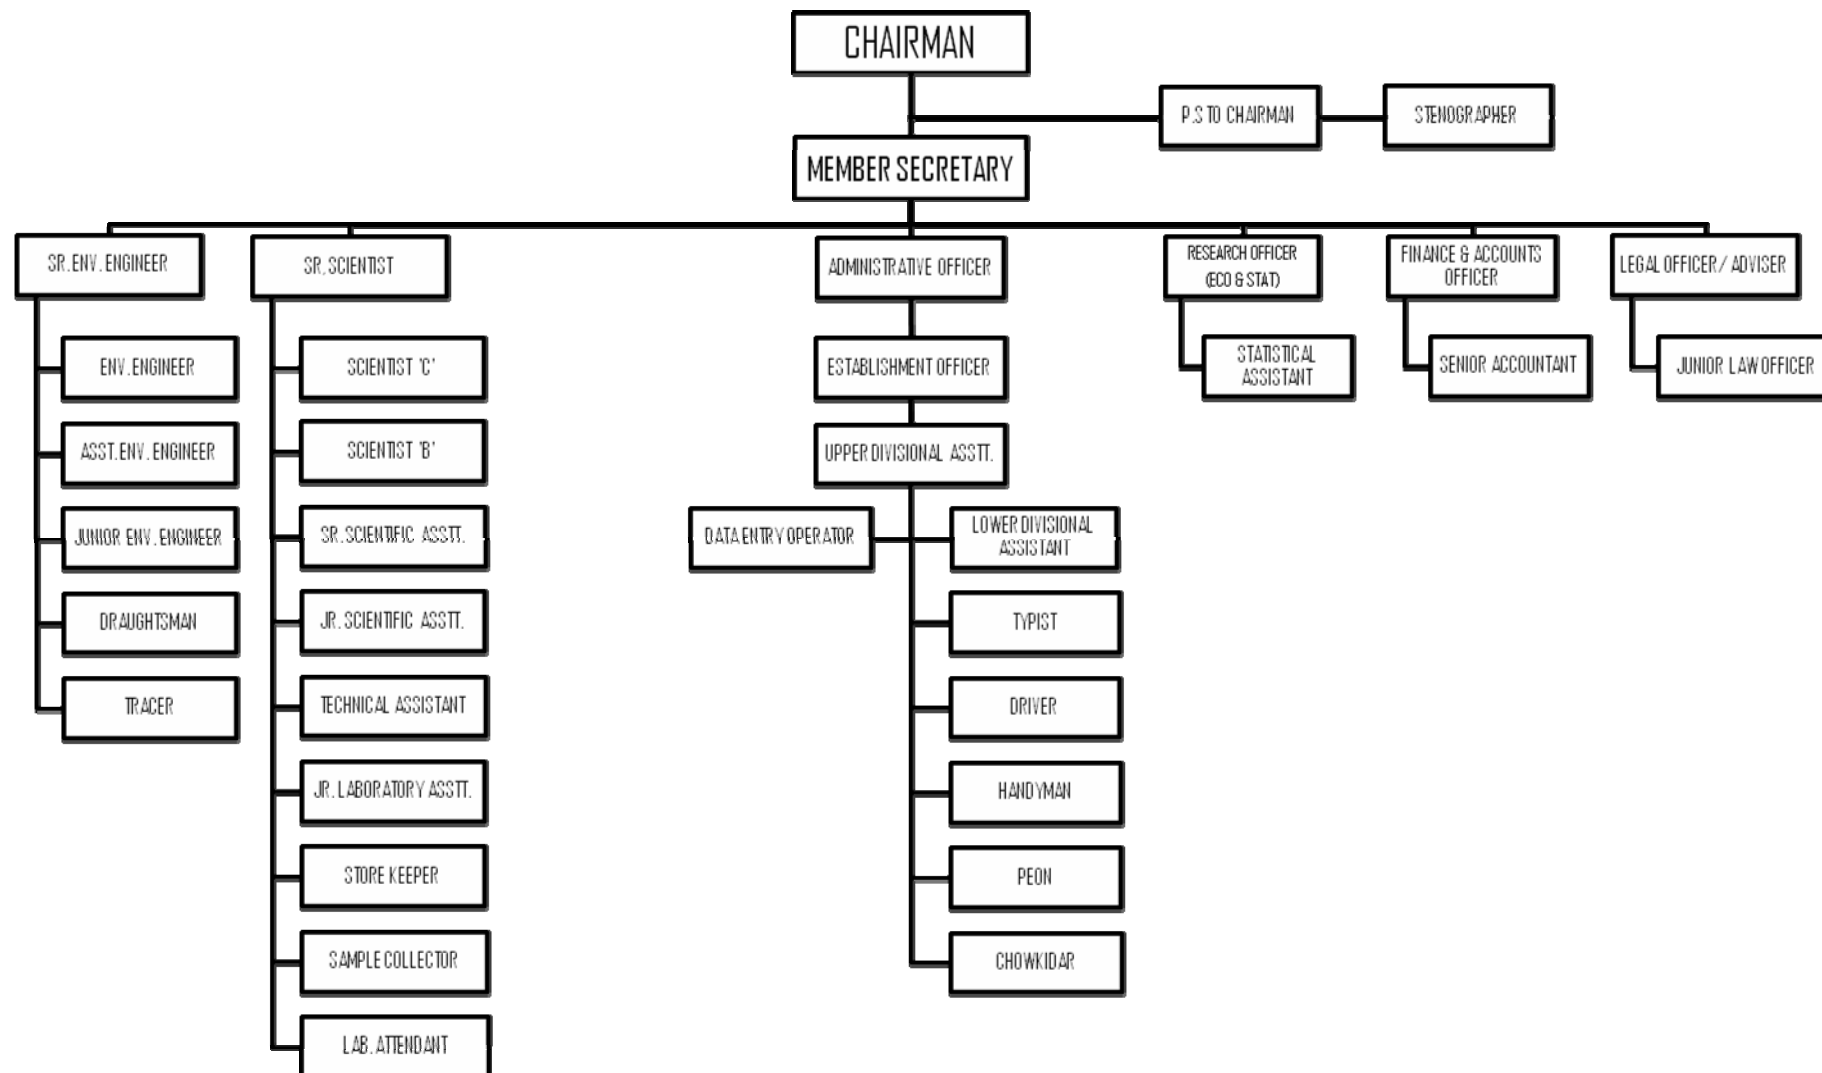 CHAIRMAN
P.S TO CHAIRMAN
STENOGRAPHER
MEMBER SECRETARY
SR. ENV. ENGINEER
SR, SCIENTIST
ADMINISTRATIVE OFFICER
RESEARCH OFFICER
(ECO & STAT)
FINANCE & ACCOUNTS
OFFICER
LEGAL OFFICER/ ADVISER
ENV. ENGINEER
SCIENTIST 'C'
ESTABLISHMENT OFFICER
STATISTICAL
ASSISTANT
SENIOR ACCOUNTANT
JUNIOR LAW OFFICER
ASST. ENV. ENGINEER
SCIENTIST 'B'
UPPER DIVISIONAL ASSTT.
JUNIOR ENV. ENGINEER
SR. SCIENTIFIC ASSTT.
DATA ENTRY OPERATOR
LOWER DIVISIONAL
ASSISTANT
DRAUGHTSMAN
JR. SCIENTIFIC ASSTT.
TYPIST
TRACER
TECHNICAL ASSISTANT
DRIVER
JR. LABORATORY ASSTT.
HANDYMAN
STORE KEEPER
PEON
SAMPLE COLLECTOR
CHOWKIDAR
LAB. ATTENDANT